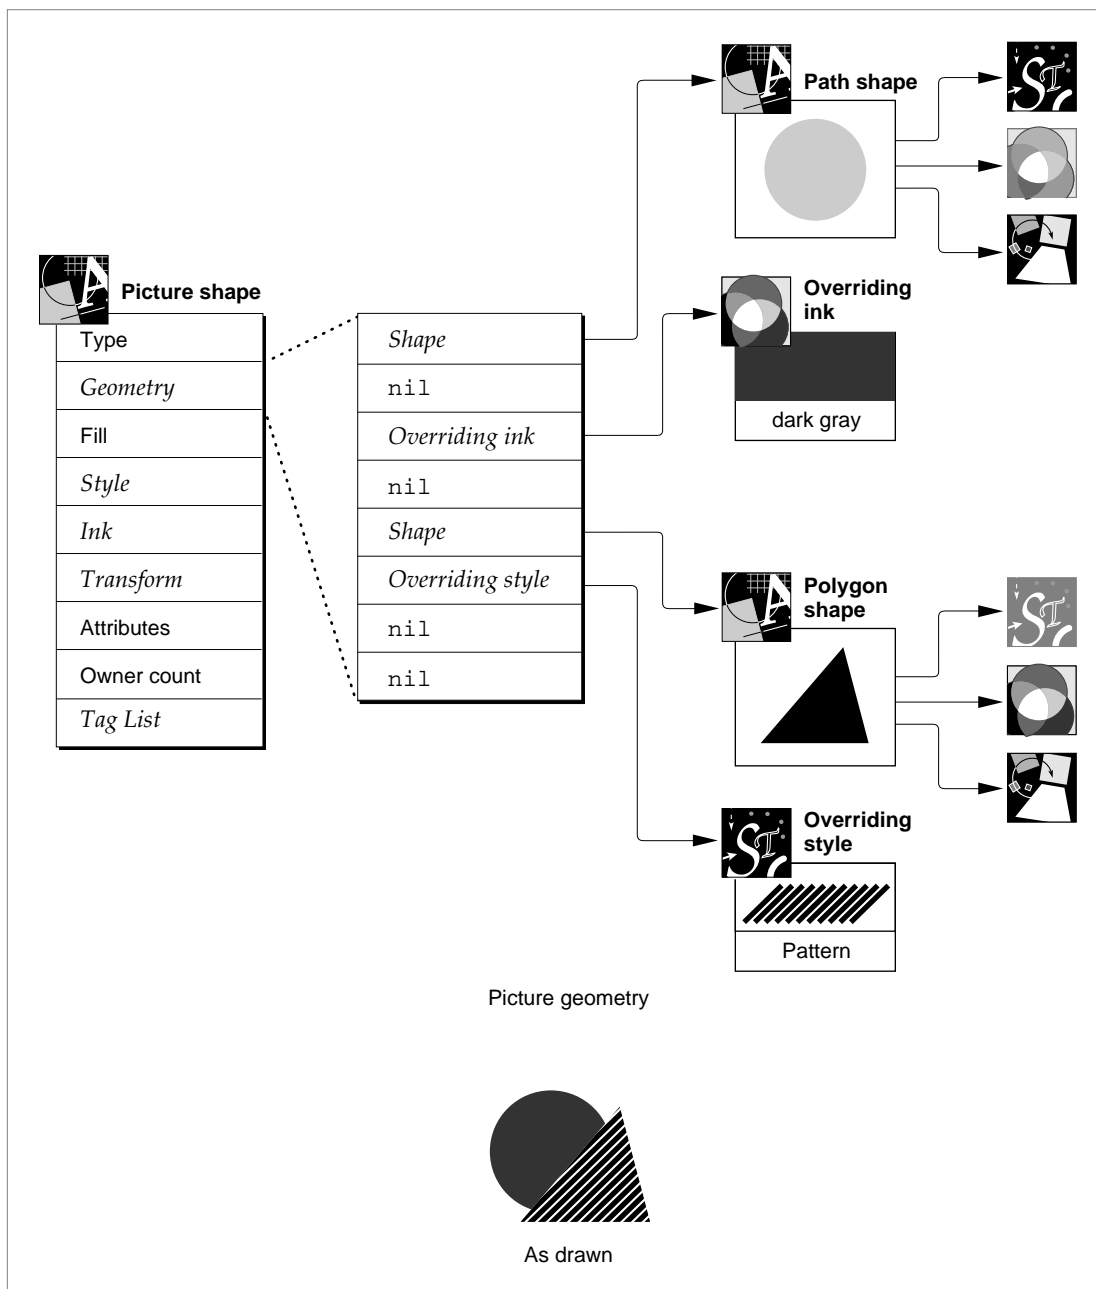 Picture shape
Type
Geometry
Fill
Style
Ink
Transform
Attributes
Owner count
Tag List
Shape
nil
Overriding ink
nil
Shape
Overriding style
nil
nil
Path shape
Overriding
ink
dark gray
Polygon
shape
Overriding
style
Pattern
Picture geometry
As drawn